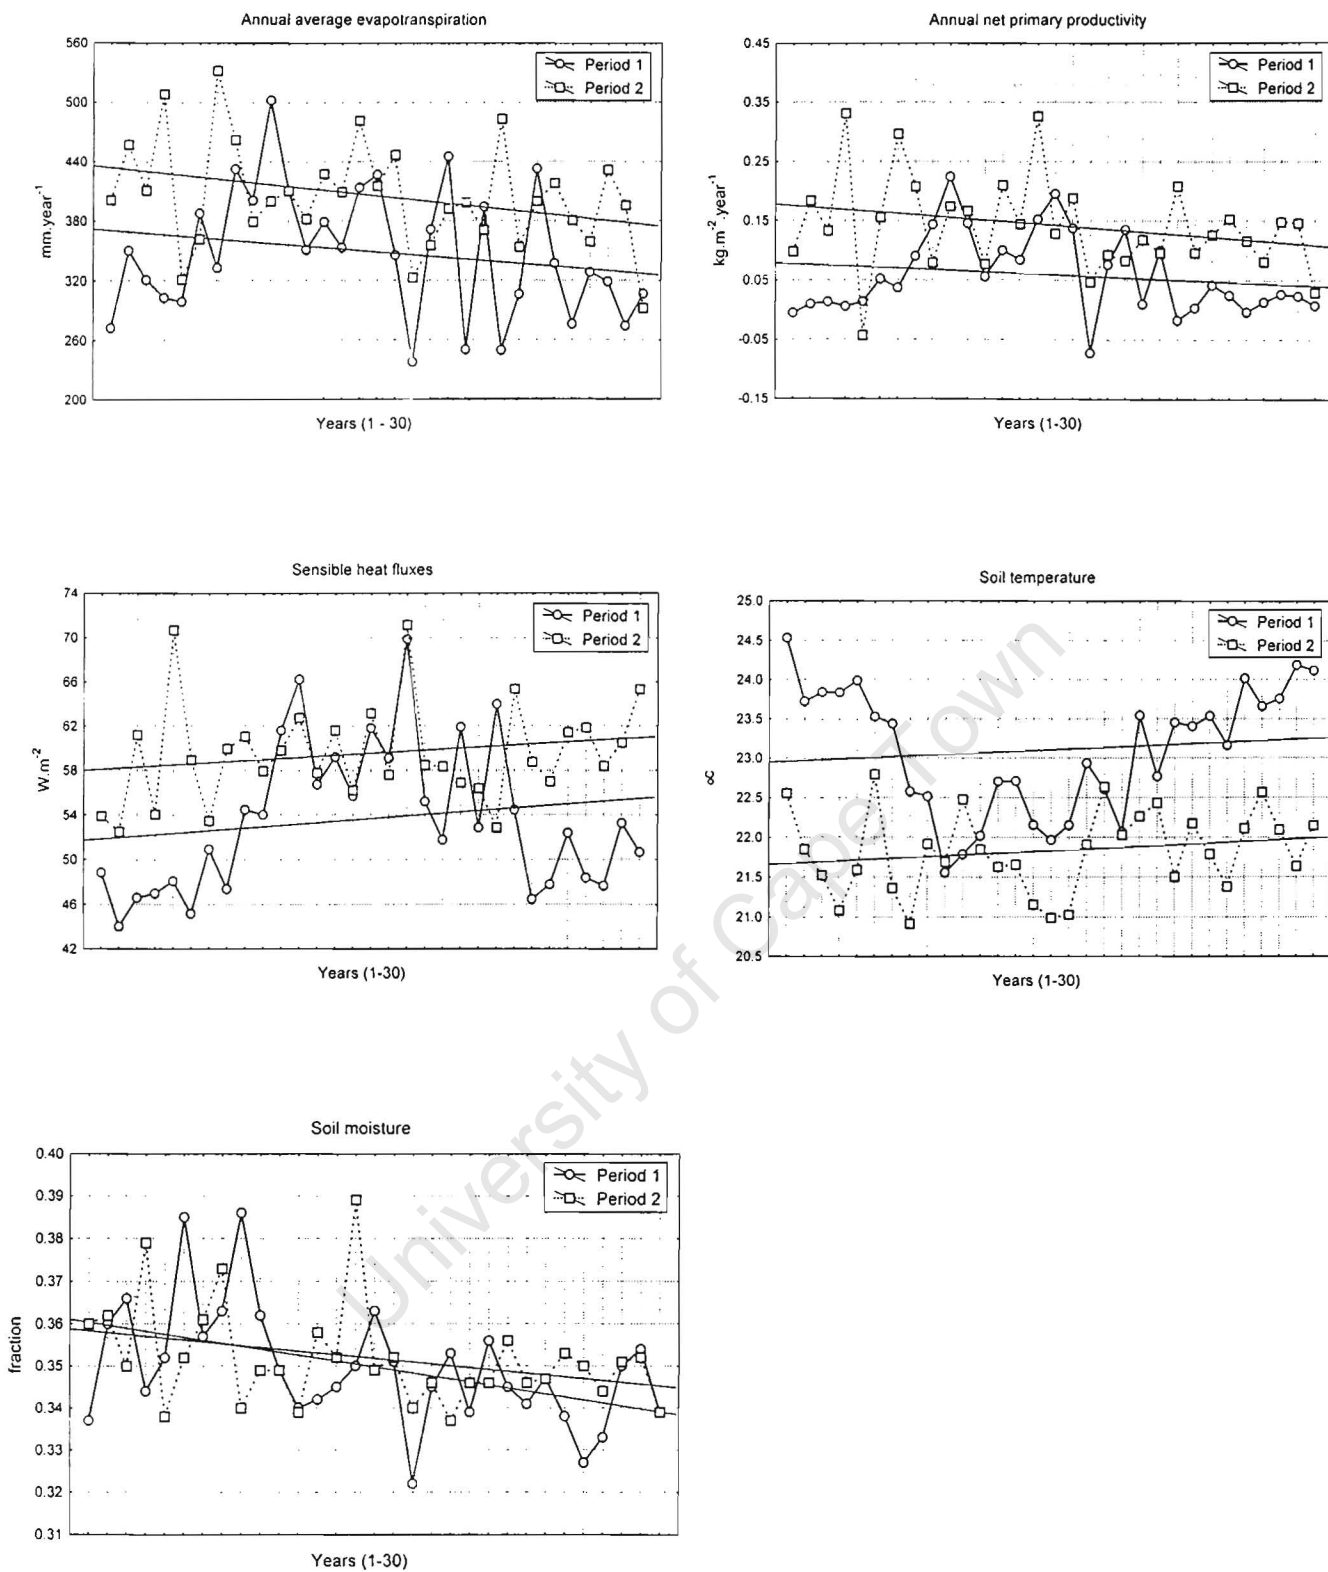 Annual average evapotranspiration
560
500
440
380
320
260
200
mm.year-1
Period 1
Period 2
Years (1 - 30)
Annual net primary productivity
0.45
0.35
0.25
0.15
0.05
-0.05
-0.15
kg.m-2.year-1
Period 1
Period 2
Years (1-30)
Sensible heat fluxes
74
70
66
62
58
54
50
46
42
W.m-2
Period 1
Period 2
Years (1-30)
Soil temperature
25.0
24.5
24.0
23.5
23.0
22.5
22.0
21.5
21.0
20.5
°C
Period 1
Period 2
Years (1-30)
Soil moisture
0.40
0.39
0.38
0.37
0.36
0.35
0.34
0.33
0.32
0.31
fraction
Period 1
Period 2
Years (1-30)
University of Cape Town